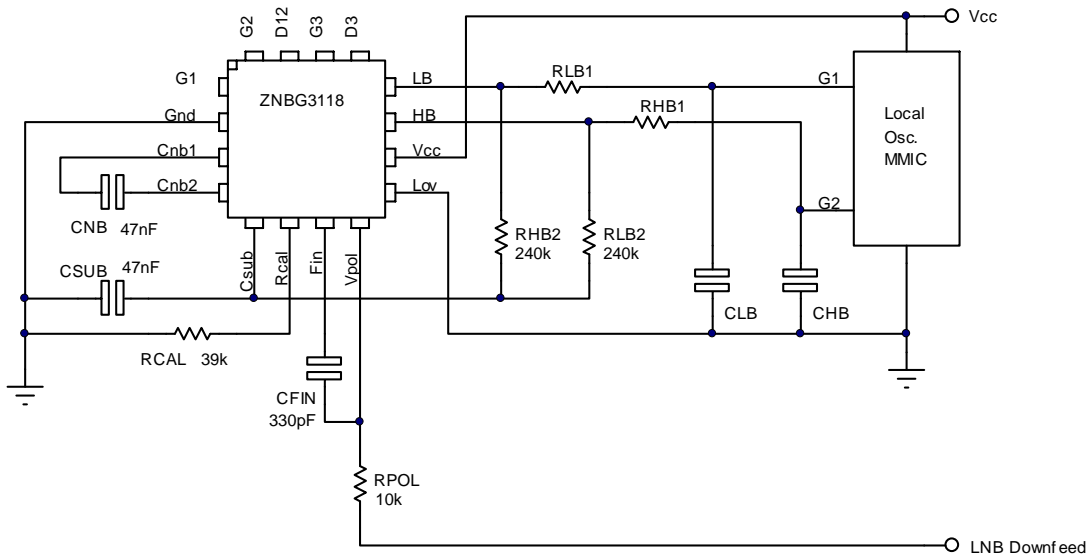 G2
D12
G3
D3
Vcc
G1
LB
RLB1
G1
ZNBG3118
RHB1
Gnd
HB
Local
Osc.
MMIC
Cnb1
Vcc
Cnb2
Lov
G2
CNB 47nF
RHB2
240k
RLB2
240k
CSUB 47nF
Csub
Rcal
Fin
Vpol
CLB
CHB
RCAL 39k
CFIN
330pF
RPOL
10k
LNB Downfeed